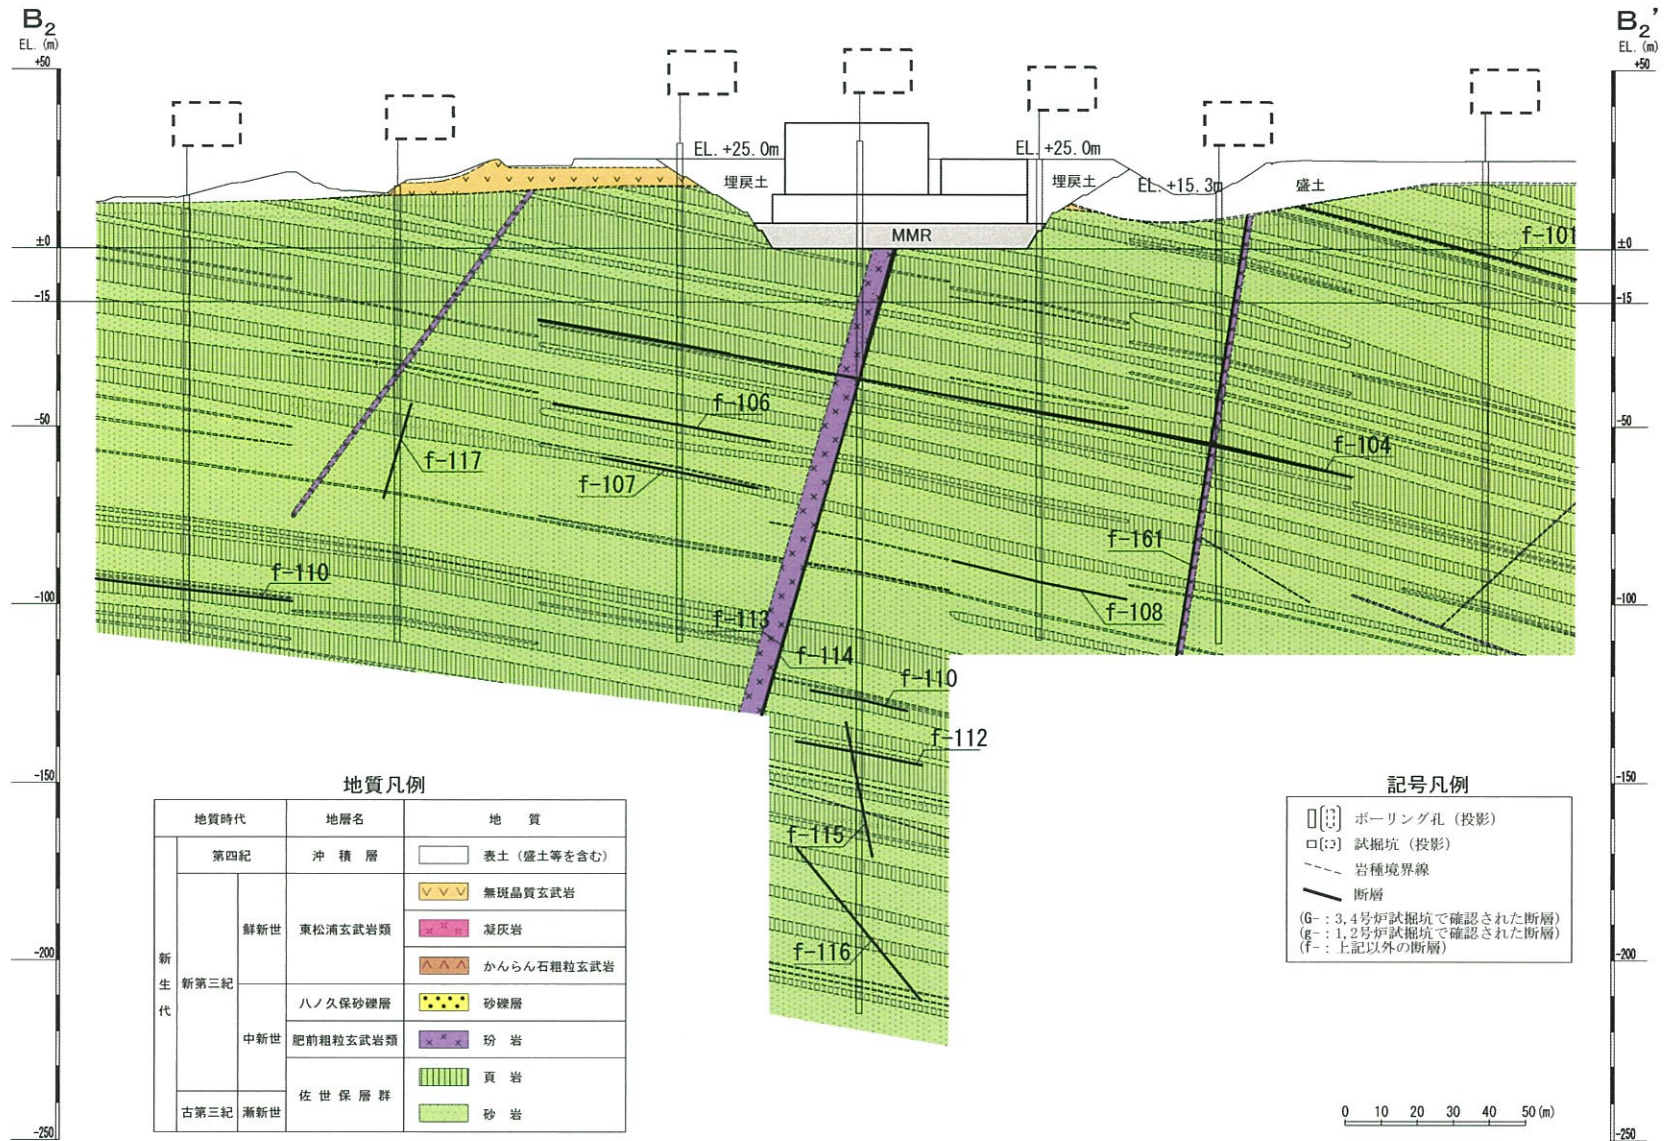 B₂
EL. (m)
B₂'
EL. (m)
+50
±0
-15
-50
-100
-150
-200
-250
+50
±0
-15
-50
-100
-150
-200
-250
EL. +25.0m
EL. +25.0m
埋戻土
埋戻土
EL. +15.3m
盛土
MMR
f-101
f-106
f-104
f-117
f-107
f-161
f-110
f-108
f-113
f-114
f-110
f-112
f-115
f-116
地質凡例
地質時代 地層名 地 質
第四紀 沖 積 層 表土 (盛土等を含む)
新生代
新第三紀
鮮新世 東松浦玄武岩類 無斑晶質玄武岩
凝灰岩
かんらん石粗粒玄武岩
中新世 八ノ久保砂礫層 砂礫層
肥前粗粒玄武岩類 玢 岩
佐 世 保 層 群 頁 岩
古第三紀 漸新世 砂 岩
記号凡例
ボーリング孔 (投影)
試掘坑 (投影)
岩種境界線
断層
(G- : 3,4号炉試掘坑で確認された断層)
(g- : 1,2号炉試掘坑で確認された断層)
(f- : 上記以外の断層)
0 10 20 30 40 50 (m)